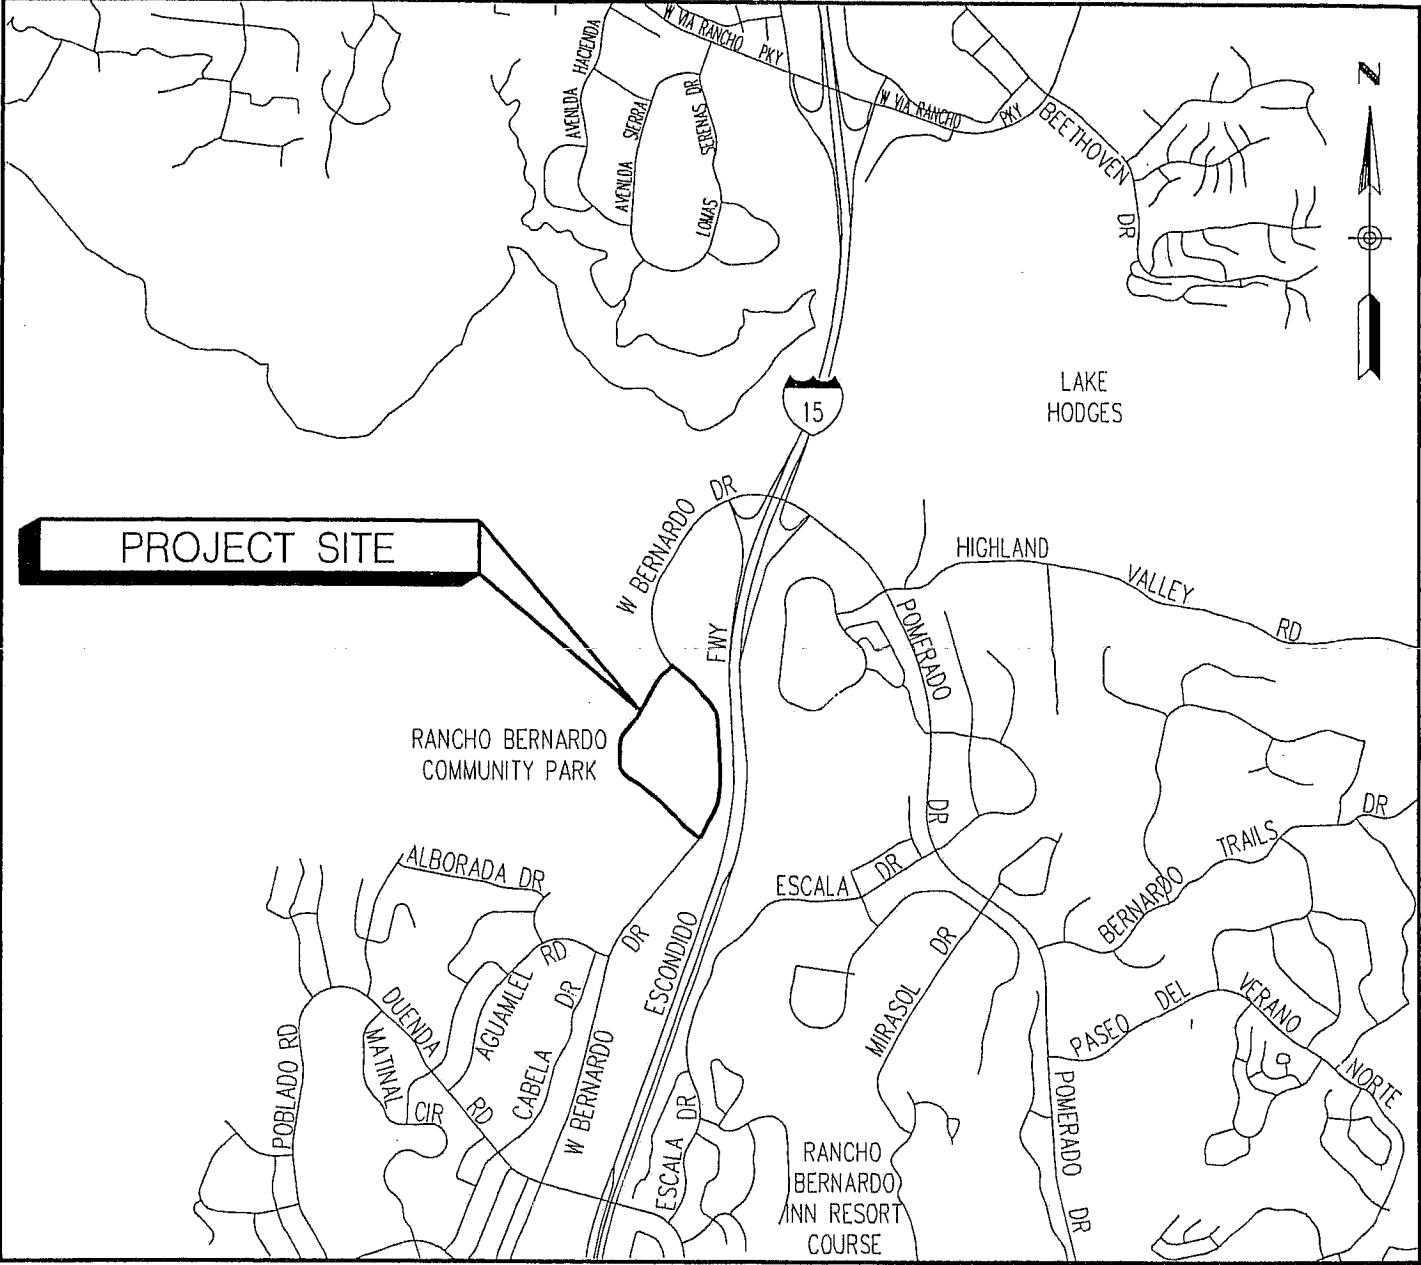 W VIA RANCHO PKY
AVENLDA HACIENDA
AVENLDA SIERRA
LOMAS SERENAS DR
W VIA RANCHO PKY
BEETHOVEN DR
N
LAKE
HODGES
15
W BERNARDO DR
PROJECT SITE
HIGHLAND VALLEY RD
FWY
POMERADO DR
RANCHO BERNARDO
COMMUNITY PARK
ALBORADA DR
ESCALA DR
BERNARDO TRAILS DR
DR
ESCONDIDO
MIRASOL DR
DUENDA RD
AGUAMLEL RD
CABELA DR
MATINAL CIR
POBLADO RD
W BERNARDO
PASEO DEL VERANO NORTE
ESCALA DR
POMERADO DR
RANCHO
BERNARDO
INN RESORT
COURSE